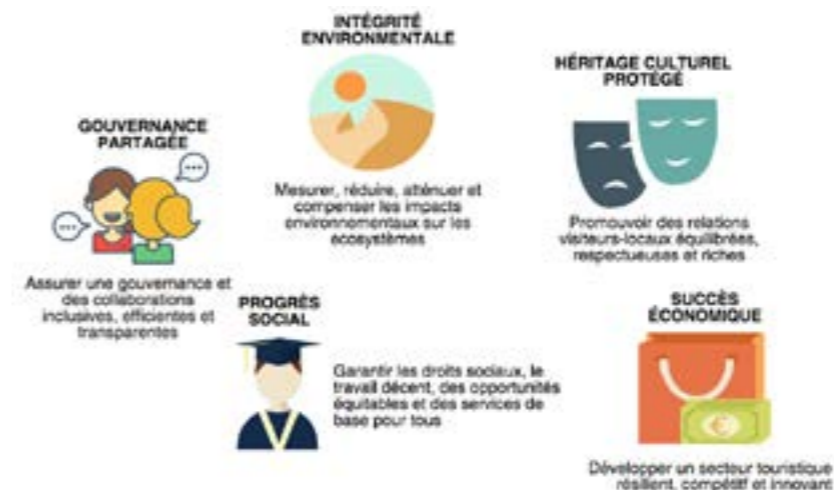 INTÉGRITÉ
ENVIRONMENTALE
Mesurer, réduire, atténuer et
compenser les impacts
environnementaux sur les
écosystèmes
HÉRITAGE CULTUREL
PROTÉGÉ
Promouvoir des relations
visiteurs-locaux équilibrées,
respectueuses et riches
GOUVERNANCE
PARTAGÉE
Assurer une gouvernance et
des collaborations
inclusives, efficientes et
transparentes
PROGRÈS
SOCIAL
Garantir les droits sociaux, le
travail décent, des opportunités
équitables et des services de
base pour tous
SUCCÈS
ÉCONOMIQUE
€
Développer un secteur touristique
résilient, compétitif et innovant